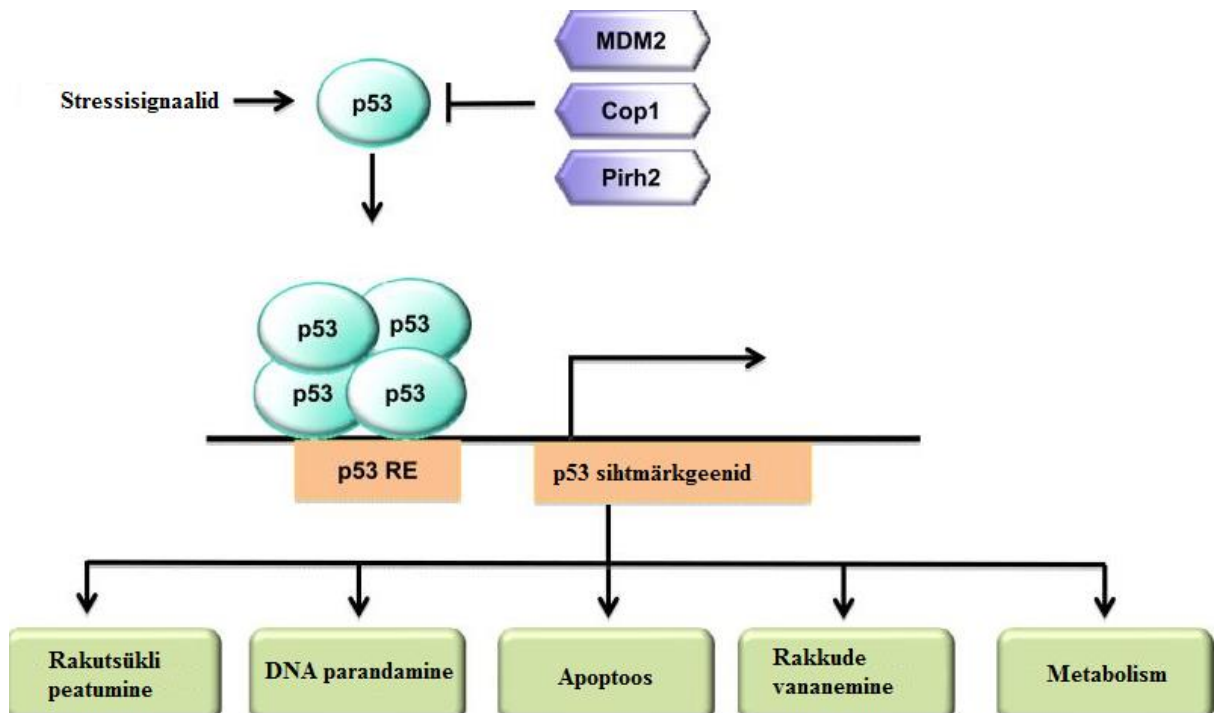 MDM2
Stressisignaalid
p53
Cop1
Pirh2
p53
p53
p53
p53
p53 RE
p53 sihtmärkgeenid
Rakutsükli
peatumine
DNA parandamine
Apoptoos
Rakkude
vananemine
Metabolism